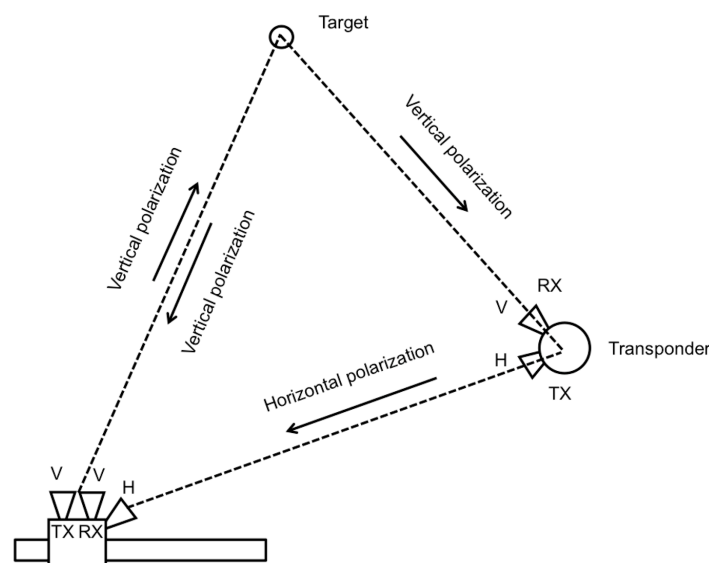 Target
Vertical polarization
Vertical polarization
Vertical polarization
RX
V
Transponder
H
Horizontal polarization
TX
V V
H
TX RX